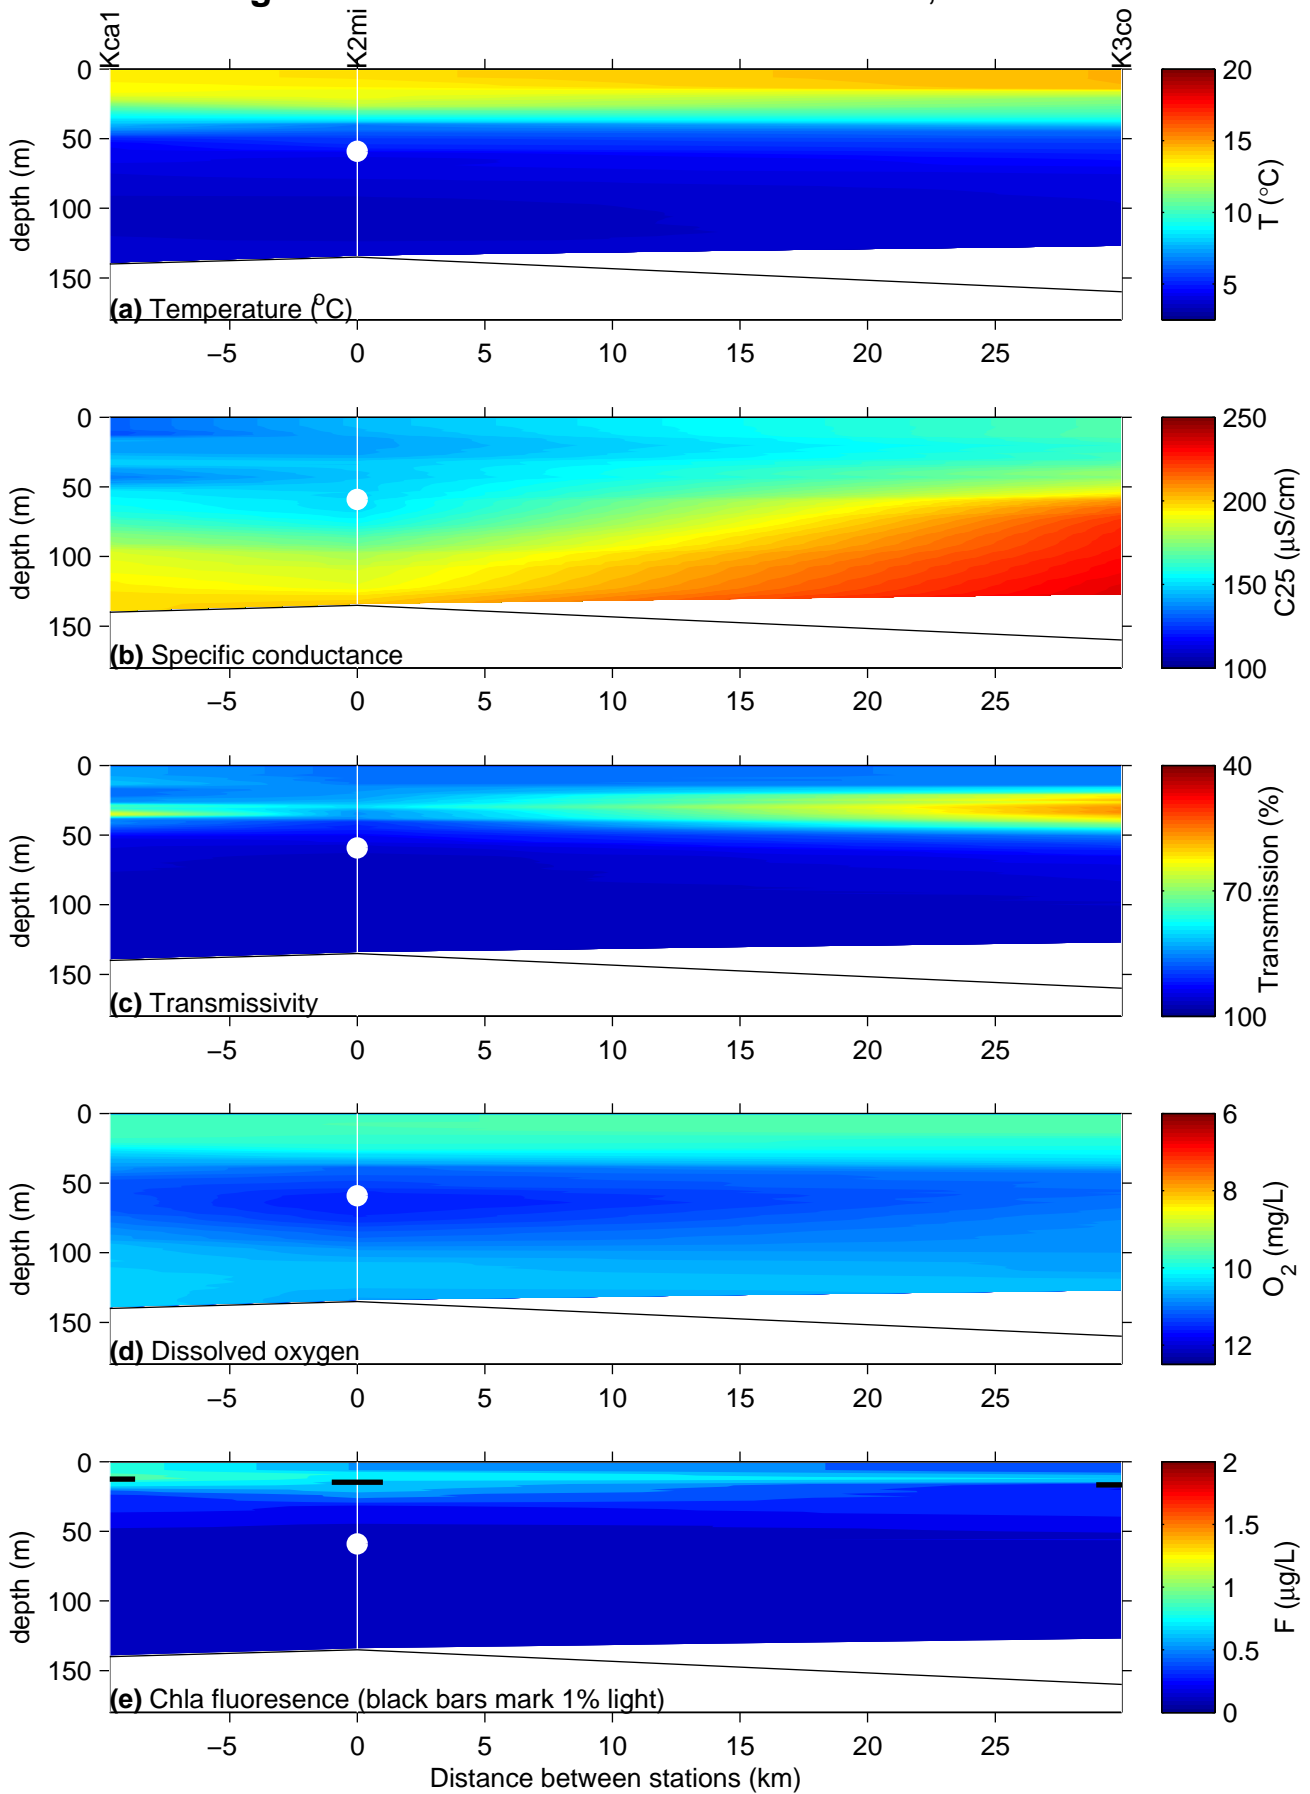 g ,
Kca1 K2mi K3co
0
50
100
150
depth (m)
(a) Temperature (ºC)
−5 0 5 10 15 20 25
20
15
10
5
T (°C)
0
50
100
150
depth (m)
(b) Specific conductance
−5 0 5 10 15 20 25
250
200
150
100
C25 (µS/cm)
0
50
100
150
depth (m)
(c) Transmissivity
−5 0 5 10 15 20 25
40
70
100
Transmission (%)
0
50
100
150
depth (m)
(d) Dissolved oxygen
−5 0 5 10 15 20 25
6
8
10
12
O2 (mg/L)
0
50
100
150
depth (m)
(e) Chla fluoresence (black bars mark 1% light)
−5 0 5 10 15 20 25
2
1.5
1
0.5
0
F (µg/L)
Distance between stations (km)